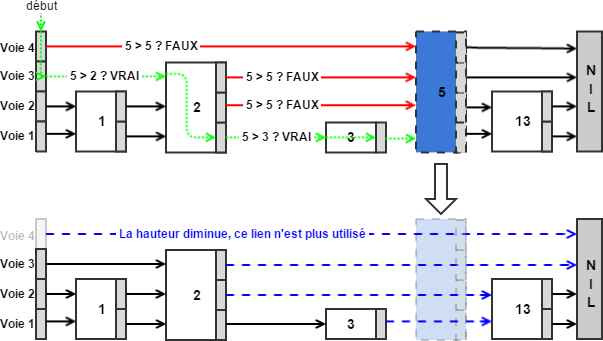 début
Voie 4
5 > 5 ? FAUX
Voie 3
5 > 2 ? VRAI
2
5 > 5 ? FAUX
Voie 2
1
5 > 5 ? FAUX
5
13
NIL
Voie 1
5 > 3 ? VRAI
3
Voie 4
La hauteur diminue, ce lien n'est plus utilisé
Voie 3
Voie 2
1
2
13
NIL
Voie 1
3